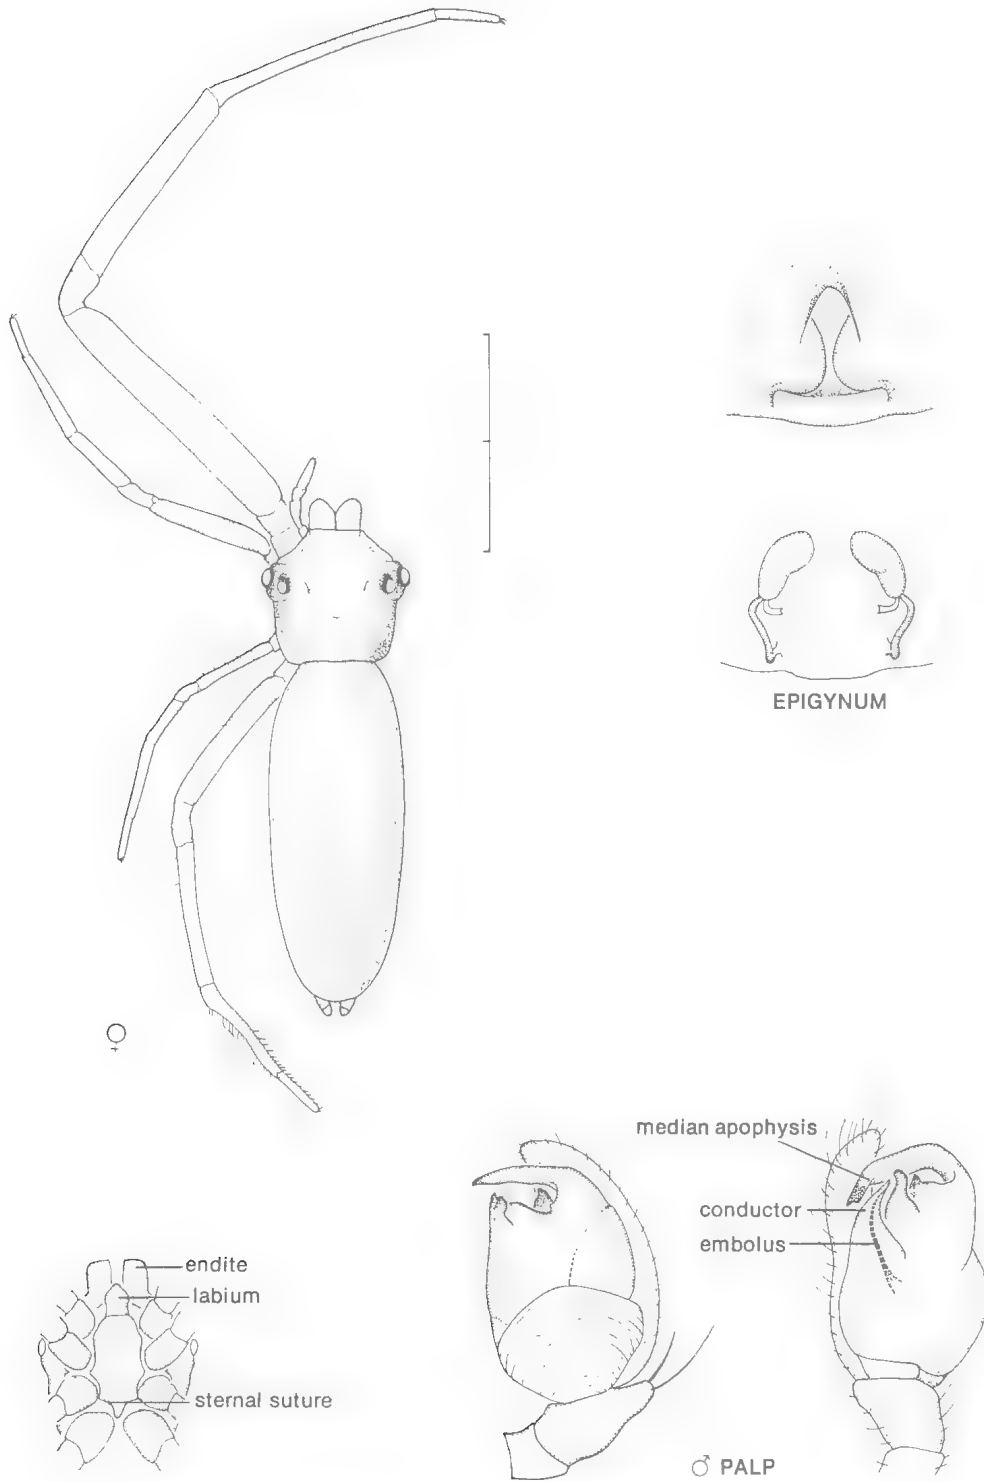 EPIGYNUM
♀
median apophysis
conductor
embolus
endite
labium
sternal suture
♂ PALP